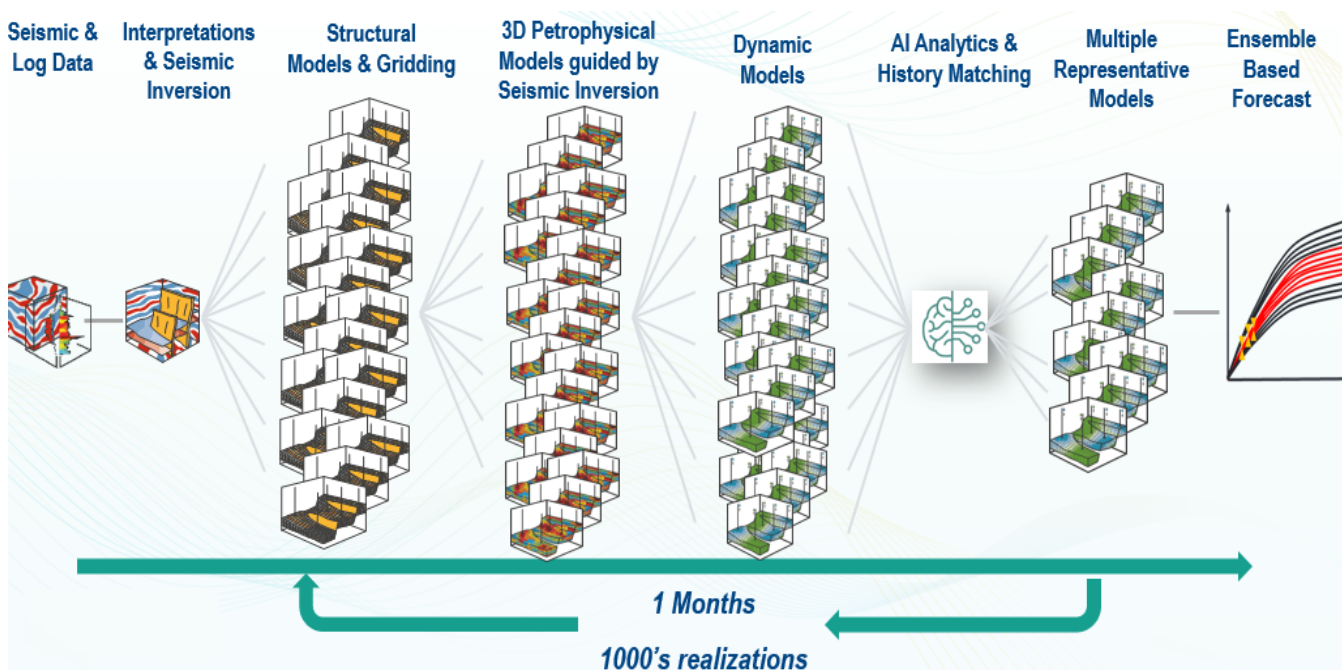 Seismic &
Log Data
Interpretations
& Seismic
Inversion
Structural
Models & Gridding
3D Petrophysical
Models guided by
Seismic Inversion
Dynamic
Models
AI Analytics &
History Matching
Multiple
Representative
Models
Ensemble
Based
Forecast
1 Months
1000's realizations